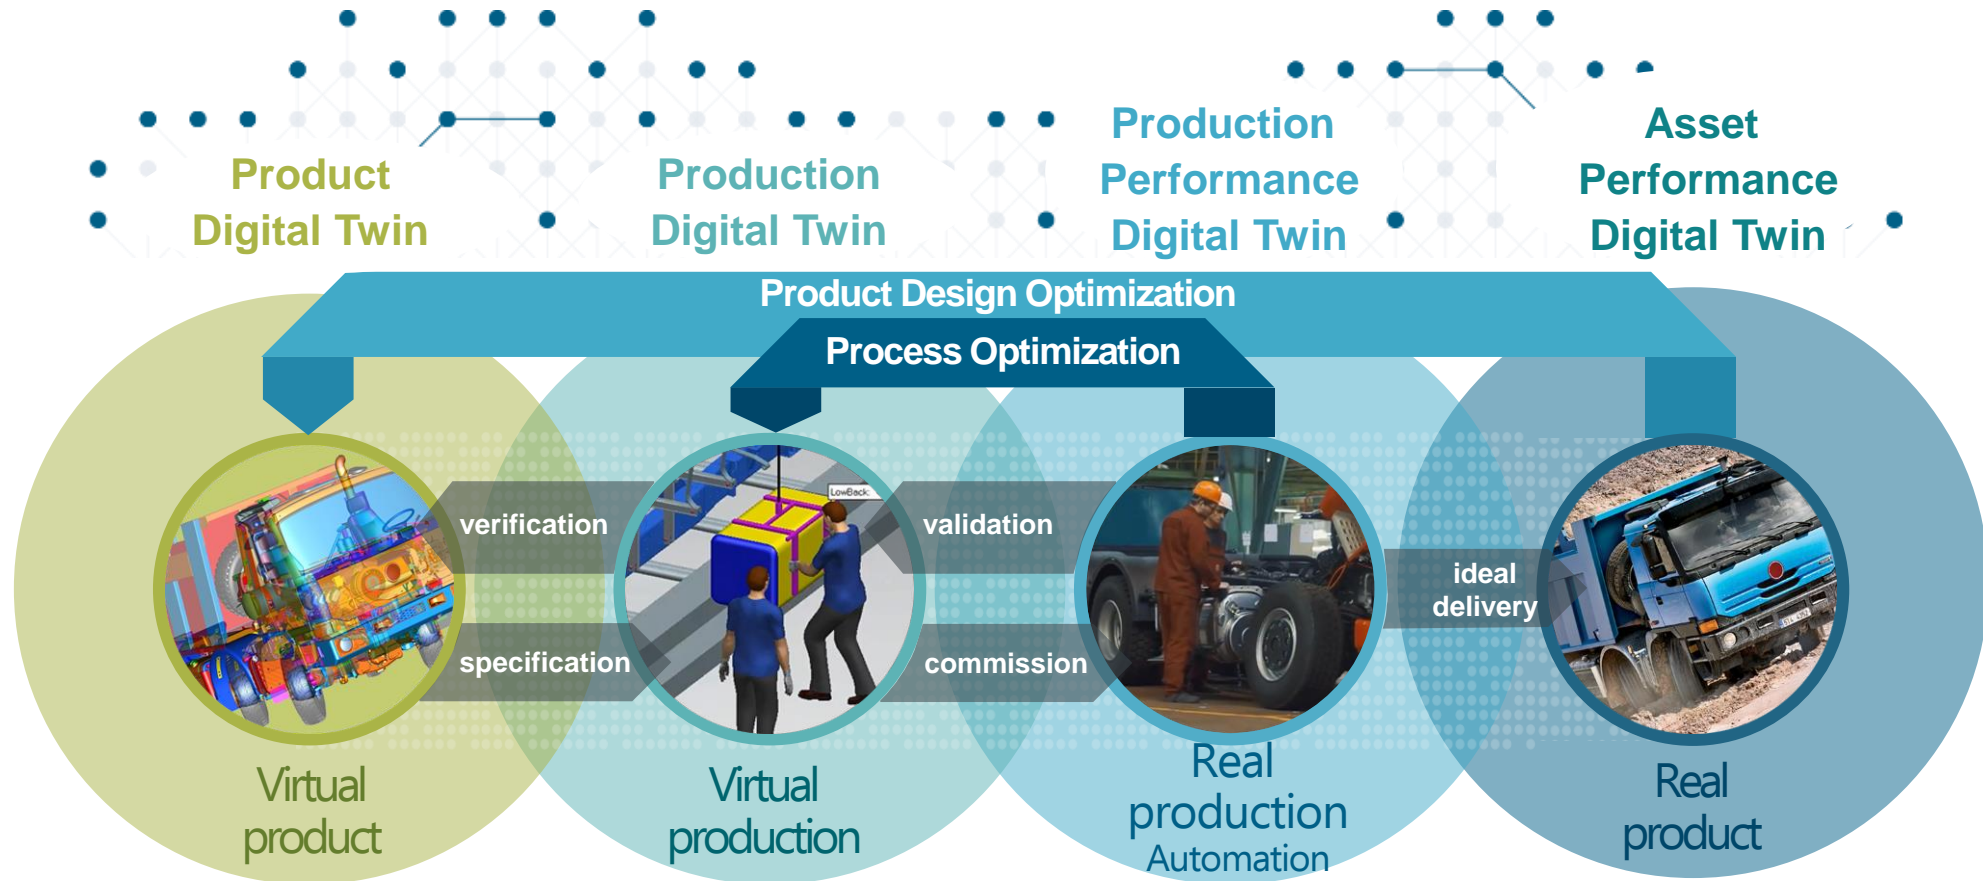 Product
Digital Twin
Production
Digital Twin
Production
Performance
Digital Twin
Asset
Performance
Digital Twin
Product Design Optimization
Process Optimization
LowBack:
verification
specification
validation
commission
ideal
delivery
Virtual
product
Virtual
production
Real
production
Automation
Real
product